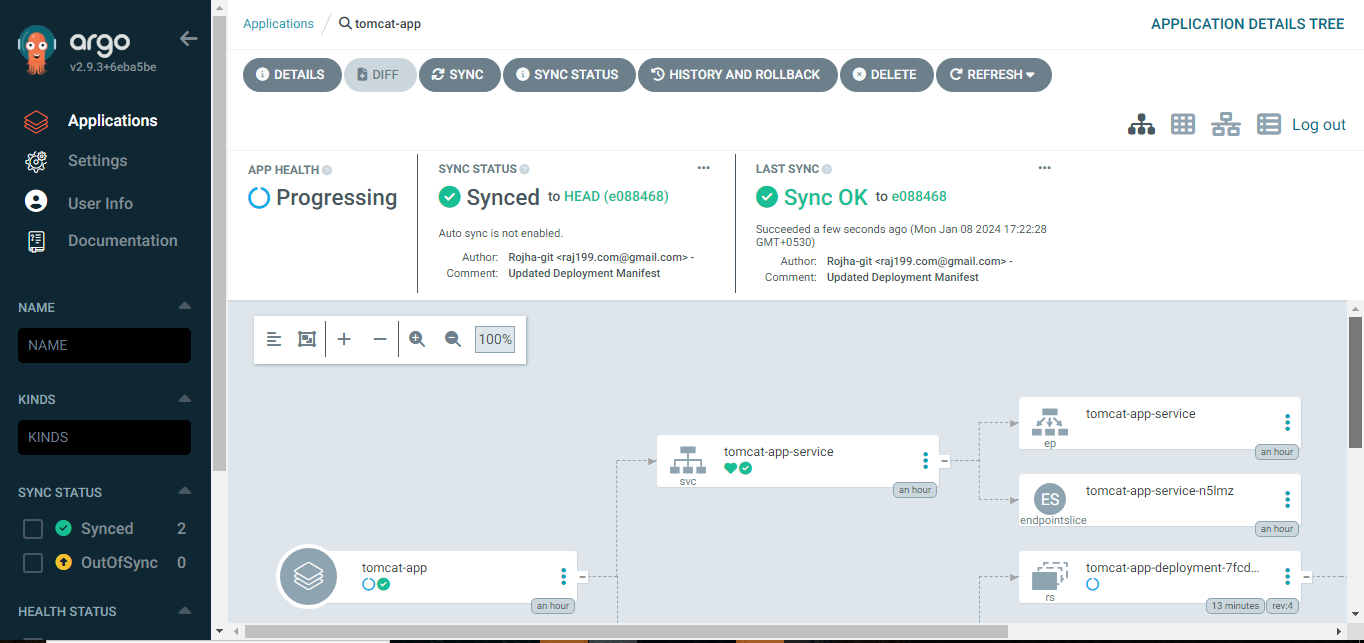 argo
v2.9.3+6eba5be
Applications
Settings
User Info
Documentation
NAME
NAME
KINDS
KINDS
SYNC STATUS
Synced 2
OutOfSync 0
HEALTH STATUS
Applications / tomcat-app
APPLICATION DETAILS TREE
DETAILS DIFF SYNC SYNC STATUS HISTORY AND ROLLBACK DELETE REFRESH
Log out
APP HEALTH
Progressing
SYNC STATUS
Synced to HEAD (e088468)
Auto sync is not enabled.
Author: Rojha-git <raj199.com@gmail.com> -
Comment: Updated Deployment Manifest
LAST SYNC
Sync OK to e088468
Succeeded a few seconds ago (Mon Jan 08 2024 17:22:28
GMT+0530)
Author: Rojha-git <raj199.com@gmail.com> -
Comment: Updated Deployment Manifest
100%
tomcat-app
an hour
svc
tomcat-app-service
an hour
ep
tomcat-app-service
an hour
ES
endpointslice
tomcat-app-service-n5lmz
an hour
rs
tomcat-app-deployment-7fcd...
13 minutes rev:4